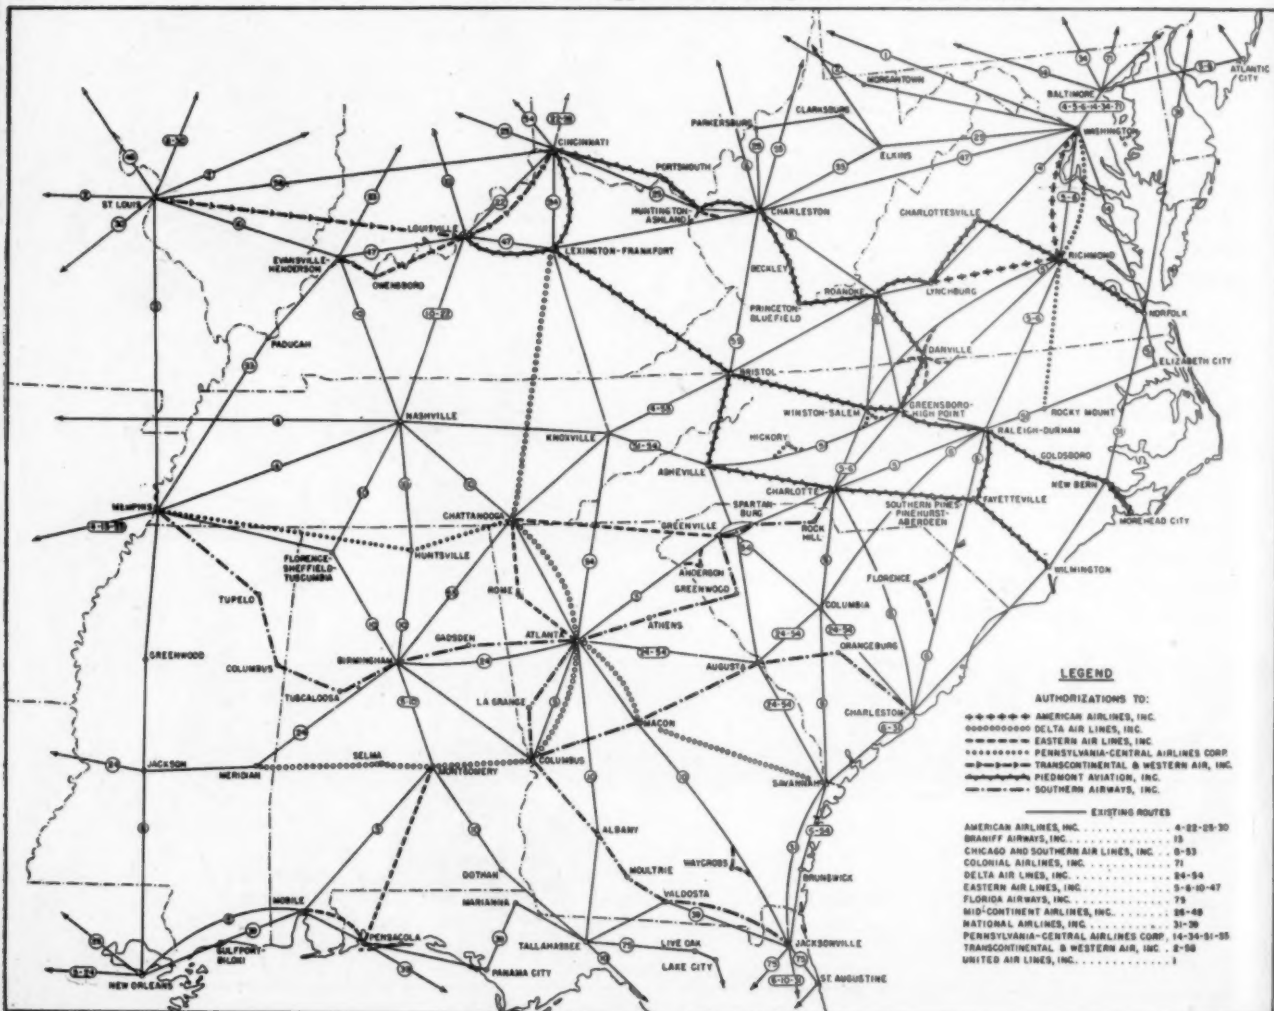 ATLANTIC CITY
BALTIMORE
4-5-6-14-34-71
MORGANTOWN
CLARKSBURG
PARKERSBURG
WASHINGTON
ELKINS
CINCINNATI
PORTSMOUTH
ST LOUIS
HUNTINGTON-ASHLAND
CHARLESTON
CHARLOTTESVILLE
LOUISVILLE
LEXINGTON-FRANKFORT
RICHMOND
EVANSVILLE-HENDERSON
OWENSBORO
BECKLEY
ROANOKE
LYNCHBURG
PRINCETON-BLUEFIELD
NORFOLK
PADUCAH
DANVILLE
ELIZABETH CITY
BRISTOL
NASHVILLE
KNOXVILLE
WINSTON-SALEM
GREENSBORO-HIGH POINT
ROCKY MOUNT
RALEIGH-DURHAM
HICKORY
ASHEVILLE
GOLDSBORO
NEW BERN
MEMPHIS
CHATTANOOGA
CHARLOTTE
SPARTANBURG
GREENVILLE
ROCK HILL
SOUTHERN PINES-PINEHURST-ABERDEEN
FAYETTEVILLE
MOREHEAD CITY
FLORENCE-SHEFFIELD-TUSCUMBIA
HUNTSVILLE
ANDERSON
GREENWOOD
FLORENCE
WILMINGTON
TUPELO
ROME
COLUMBIA
ATHENS
GREENWOOD
COLUMBUS
GADSDEN
ATLANTA
BIRMINGHAM
24-54
AUGUSTA
ORANGEBURG
TUSCALOOSA
LA GRANGE
MACON
CHARLESTON
JACKSON
MERIDIAN
SELMA
MONTGOMERY
COLUMBUS
SAVANNAH
ALBANY
WAYCROSS
BRUNSWICK
DOTHAN
MOULTRIE
VALDOSTA
MOBILE
MARIANNA
PENSACOLA
GULFPORT-BILOXI
TALLAHASSEE
LIVE OAK
LAKE CITY
JACKSONVILLE
PANAMA CITY
NEW ORLEANS
ST. AUGUSTINE
LEGEND
AUTHORIZATIONS TO:
AMERICAN AIRLINES, INC.
DELTA AIR LINES, INC.
EASTERN AIR LINES, INC.
PENNSYLVANIA-CENTRAL AIRLINES CORP.
TRANSCONTINENTAL & WESTERN AIR, INC.
PIEDMONT AVIATION, INC.
SOUTHERN AIRWAYS, INC.
EXISTING ROUTES
AMERICAN AIRLINES, INC. . . . . . . . . . . 4-22-25-30
BRANIFF AIRWAYS, INC. . . . . . . . . . . . 15
CHICAGO AND SOUTHERN AIR LINES, INC. . . 8-53
COLONIAL AIRLINES, INC. . . . . . . . . . . 71
DELTA AIR LINES, INC. . . . . . . . . . . . 24-54
EASTERN AIR LINES, INC. . . . . . . . . . . 5-6-10-47
FLORIDA AIRWAYS, INC. . . . . . . . . . . . 75
MID-CONTINENT AIRLINES, INC. . . . . . . . 26-48
NATIONAL AIRLINES, INC. . . . . . . . . . . 31-39
PENNSYLVANIA-CENTRAL AIRLINES CORP. 14-34-51-55
TRANSCONTINENTAL & WESTERN AIR, INC. . 2-58
UNITED AIR LINES, INC. . . . . . . . . . . . 1